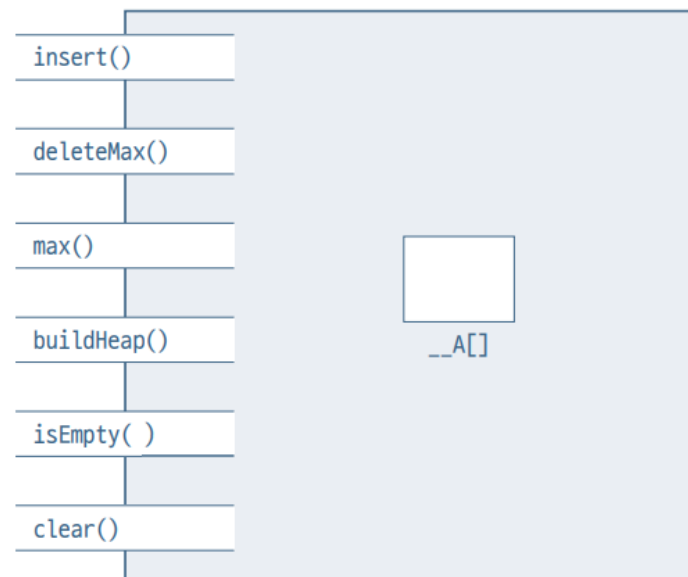 insert()
deleteMax()
max()
buildHeap()
__A[]
isEmpty( )
clear()